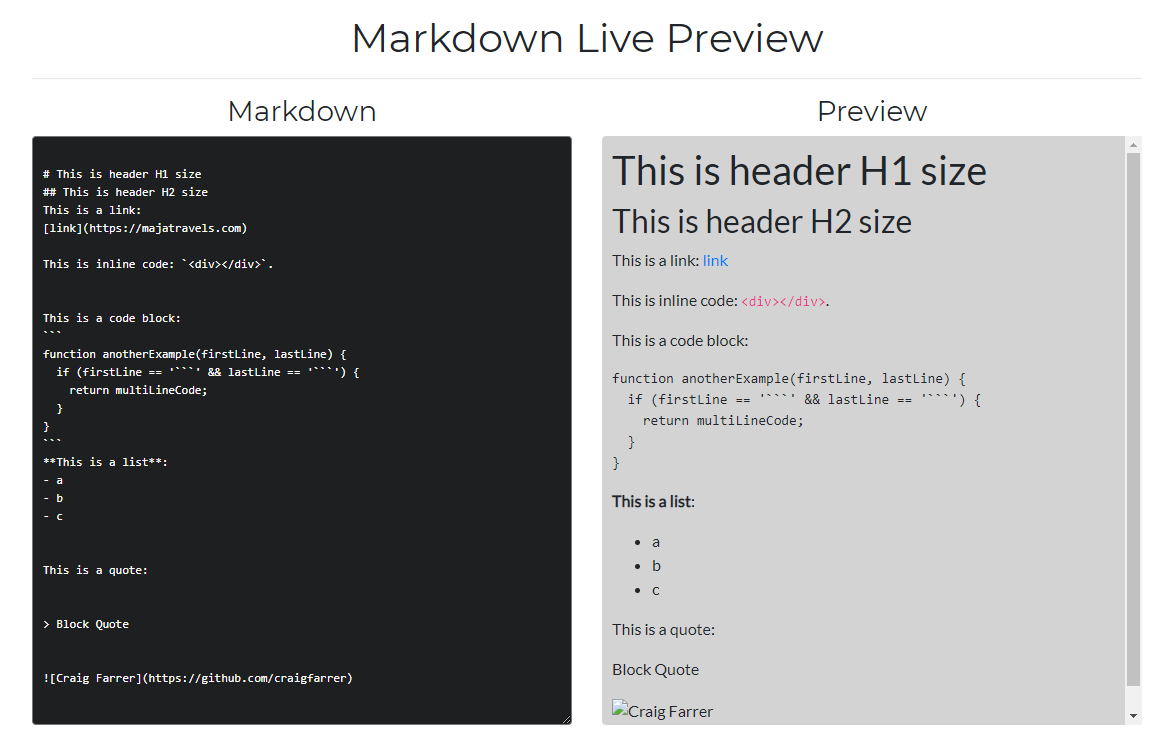 Markdown Live Preview
Markdown
# This is header H1 size
## This is header H2 size
This is a link:
[link](https://majatravels.com)
This is inline code: `<div></div>`.
This is a code block:
```
function anotherExample(firstLine, lastLine) {
  if (firstLine == '```' && lastLine == '```') {
    return multiLineCode;
  }
}
```
**This is a list**:
- a
- b
- c
This is a quote:
> Block Quote
![Craig Farrer](https://github.com/craigfarrer)
Preview
This is header H1 size
This is header H2 size
This is a link: link
This is inline code: <div></div>.
This is a code block:
function anotherExample(firstLine, lastLine) {
  if (firstLine == '```' && lastLine == '```') {
    return multiLineCode;
  }
}
This is a list:
• a
• b
• c
This is a quote:
Block Quote
Craig Farrer